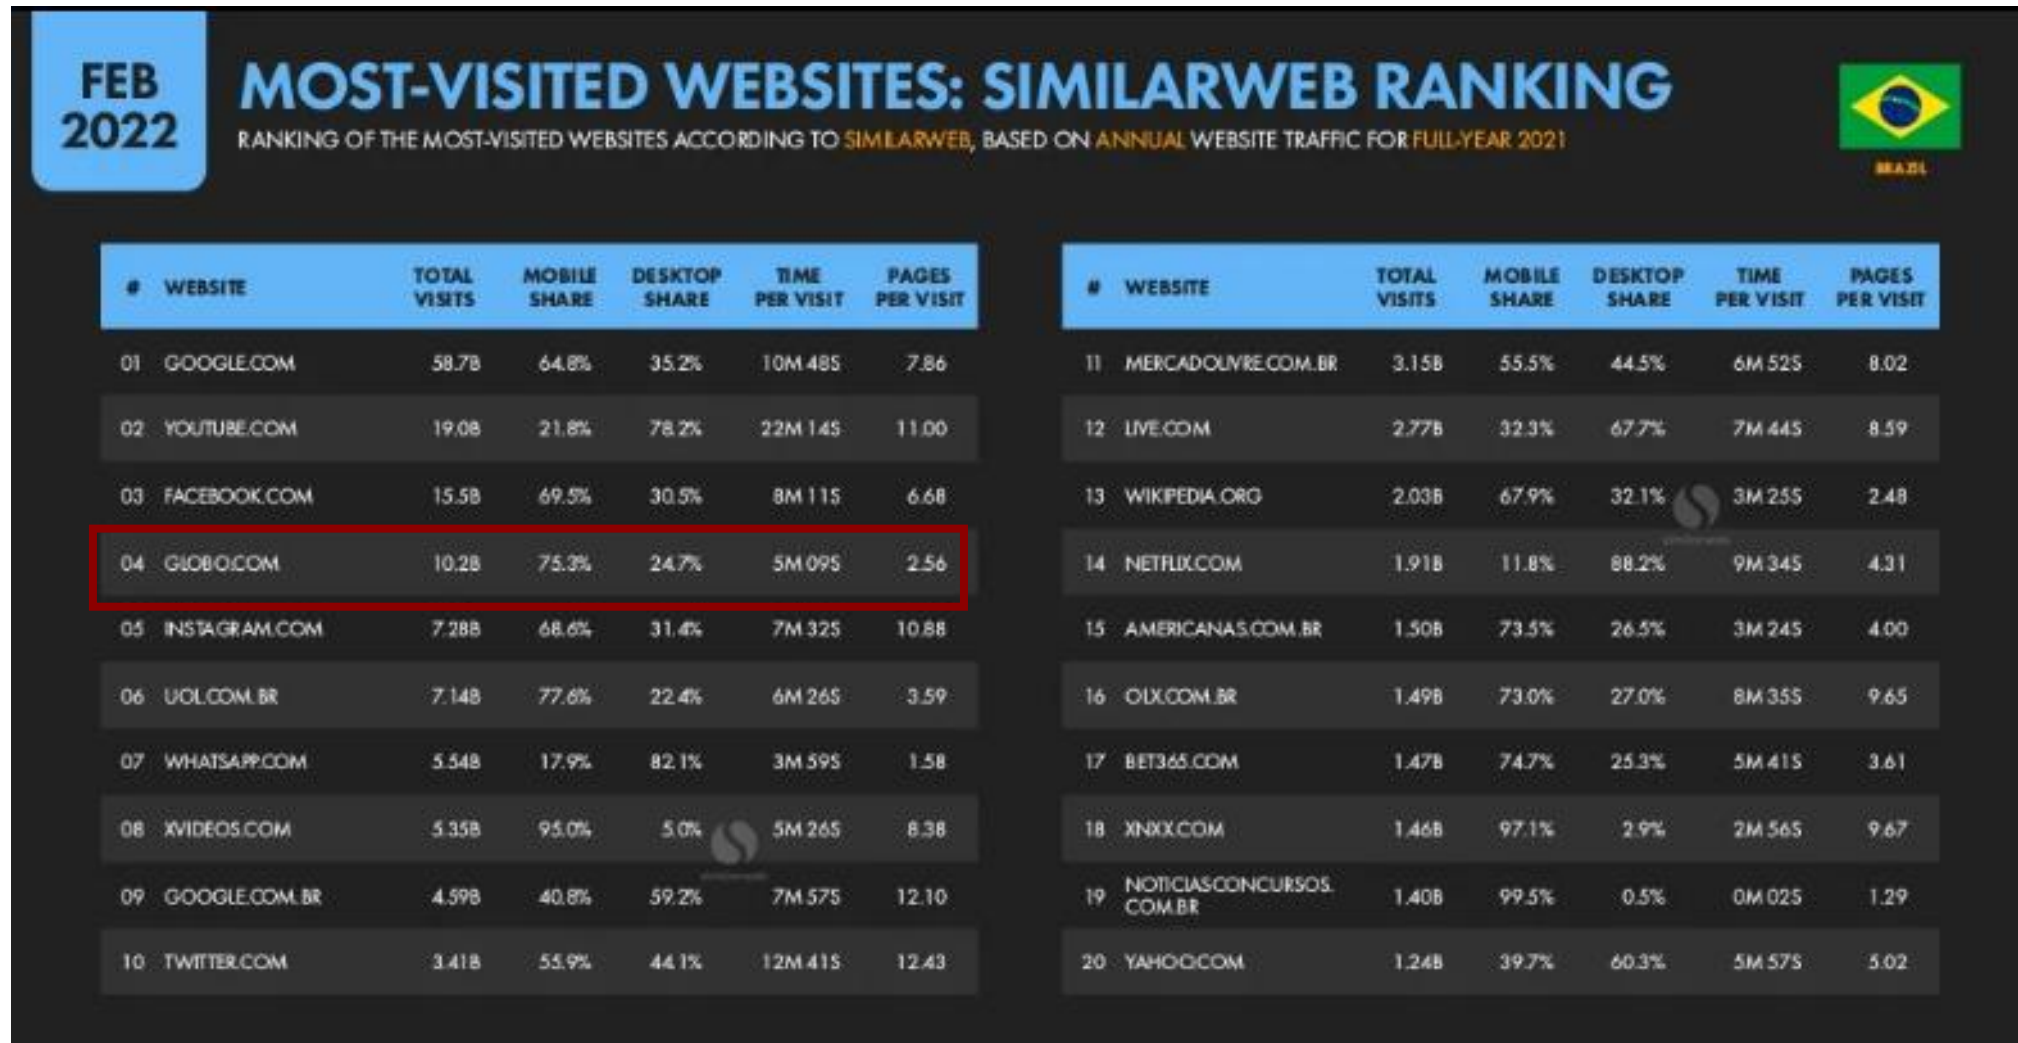 FEB
2022
MOST-VISITED WEBSITES: SIMILARWEB RANKING
RANKING OF THE MOST-VISITED WEBSITES ACCORDING TO SIMILARWEB, BASED ON ANNUAL WEBSITE TRAFFIC FOR FULL-YEAR 2021
BRAZIL
# WEBSITE TOTAL VISITS MOBILE SHARE DESKTOP SHARE TIME PER VISIT PAGES PER VISIT
01 GOOGLE.COM 58.7B 64.8% 35.2% 10M 48S 7.86
02 YOUTUBE.COM 19.0B 21.8% 78.2% 22M 14S 11.00
03 FACEBOOK.COM 15.5B 69.5% 30.5% 8M 11S 6.68
04 GLOBO.COM 10.2B 75.3% 24.7% 5M 09S 2.56
05 INSTAGRAM.COM 7.28B 68.6% 31.4% 7M 32S 10.88
06 UOL.COM.BR 7.14B 77.6% 22.4% 6M 26S 3.59
07 WHATSAPP.COM 5.54B 17.9% 82.1% 3M 59S 1.58
08 XVIDEOS.COM 5.35B 95.0% 5.0% 5M 26S 8.38
09 GOOGLE.COM.BR 4.59B 40.8% 59.2% 7M 57S 12.10
10 TWITTER.COM 3.41B 55.9% 44.1% 12M 41S 12.43
# WEBSITE TOTAL VISITS MOBILE SHARE DESKTOP SHARE TIME PER VISIT PAGES PER VISIT
11 MERCADOLIVRE.COM.BR 3.15B 55.5% 44.5% 6M 52S 8.02
12 LIVE.COM 2.77B 32.3% 67.7% 7M 44S 8.59
13 WIKIPEDIA.ORG 2.03B 67.9% 32.1% 3M 25S 2.48
14 NETFLIX.COM 1.91B 11.8% 88.2% 9M 34S 4.31
15 AMERICANAS.COM.BR 1.50B 73.5% 26.5% 3M 24S 4.00
16 OLX.COM.BR 1.49B 73.0% 27.0% 8M 35S 9.65
17 BET365.COM 1.47B 74.7% 25.3% 5M 41S 3.61
18 XNXX.COM 1.46B 97.1% 2.9% 2M 56S 9.67
19 NOTICIASCONCURSOS.COM.BR 1.40B 99.5% 0.5% 0M 02S 1.29
20 YAHOO.COM 1.24B 39.7% 60.3% 5M 57S 5.02